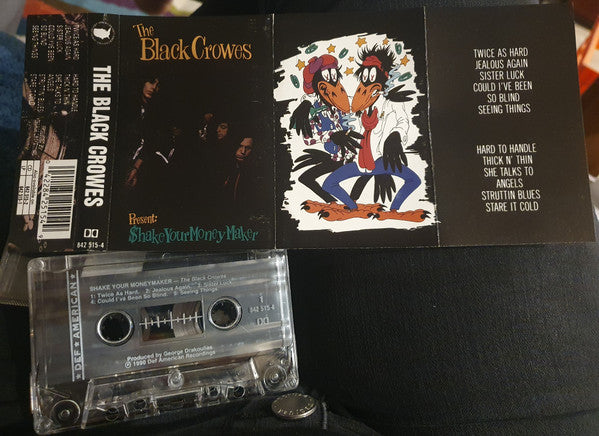 THE BLACK CROWES
842 515-4
The
Black Crowes
Present:
$hake Your Money Maker
TWICE AS HARD
JEALOUS AGAIN
SISTER LUCK
COULD I'VE BEEN
SO BLIND
SEEING THINGS
HARD TO HANDLE
THICK N' THIN
SHE TALKS TO
ANGELS
STRUTTIN BLUES
STARE IT COLD
★ DEF AMERICAN ★
SHAKE YOUR MONEYMAKER — The Black Crowes
1: Twice As Hard. 2: Jealous Again. 3: Sister Luck
4: Could I've Been So Blind. 5: Seeing Things.
1
842 515-4
Produced by George Drakoulias.
℗ 1990 Def American Recordings